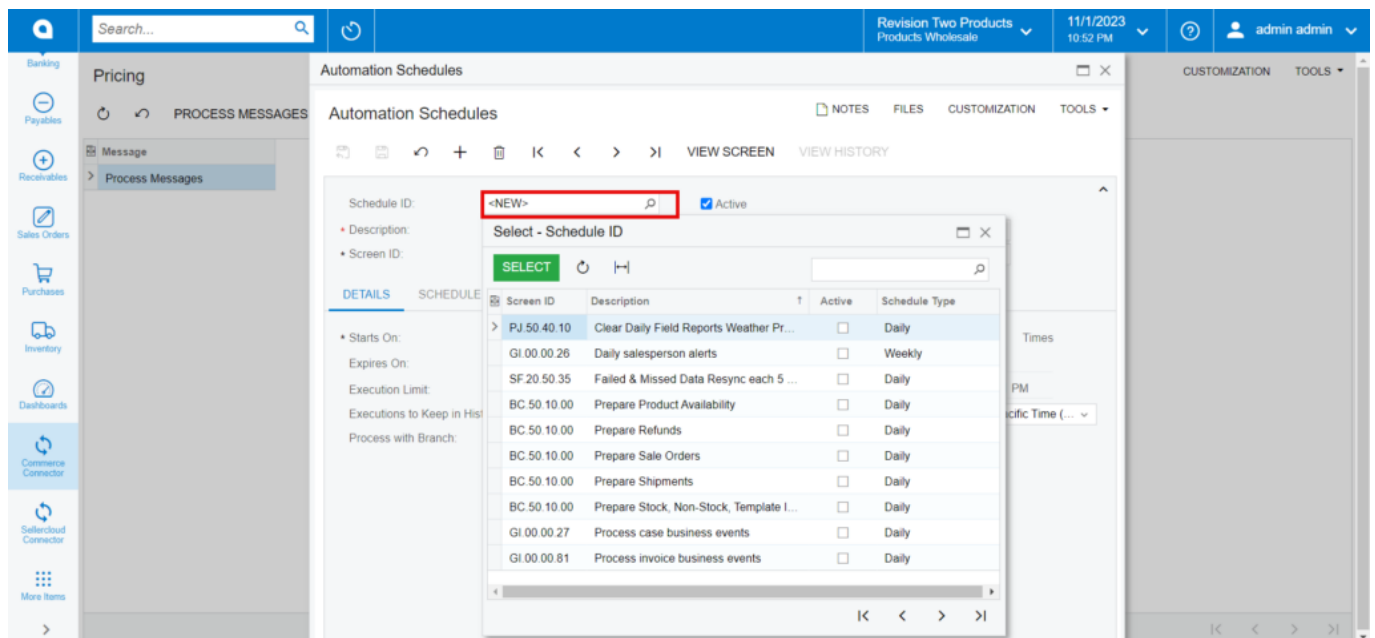 Search...
Revision Two Products
Products Wholesale
11/1/2023
10:52 PM
admin admin
Banking
Payables
Receivables
Sales Orders
Purchases
Inventory
Dashboards
Commerce
Connector
Sellercloud
Connector
More Items
Pricing
PROCESS MESSAGES
Message
Process Messages
CUSTOMIZATION TOOLS
Automation Schedules
Automation Schedules
NOTES FILES CUSTOMIZATION TOOLS
VIEW SCREEN VIEW HISTORY
Schedule ID: <NEW> Active
* Description:
* Screen ID:
DETAILS SCHEDULE
* Starts On:
Expires On:
Execution Limit:
Executions to Keep in His
Process with Branch:
Times
PM
cific Time (...
Select - Schedule ID
SELECT
Screen ID Description Active Schedule Type
PJ.50.40.10 Clear Daily Field Reports Weather Pr... Daily
GI.00.00.26 Daily salesperson alerts Weekly
SF.20.50.35 Failed & Missed Data Resync each 5 ... Daily
BC.50.10.00 Prepare Product Availability Daily
BC.50.10.00 Prepare Refunds Daily
BC.50.10.00 Prepare Sale Orders Daily
BC.50.10.00 Prepare Shipments Daily
BC.50.10.00 Prepare Stock, Non-Stock, Template I... Daily
GI.00.00.27 Process case business events Daily
GI.00.00.81 Process invoice business events Daily